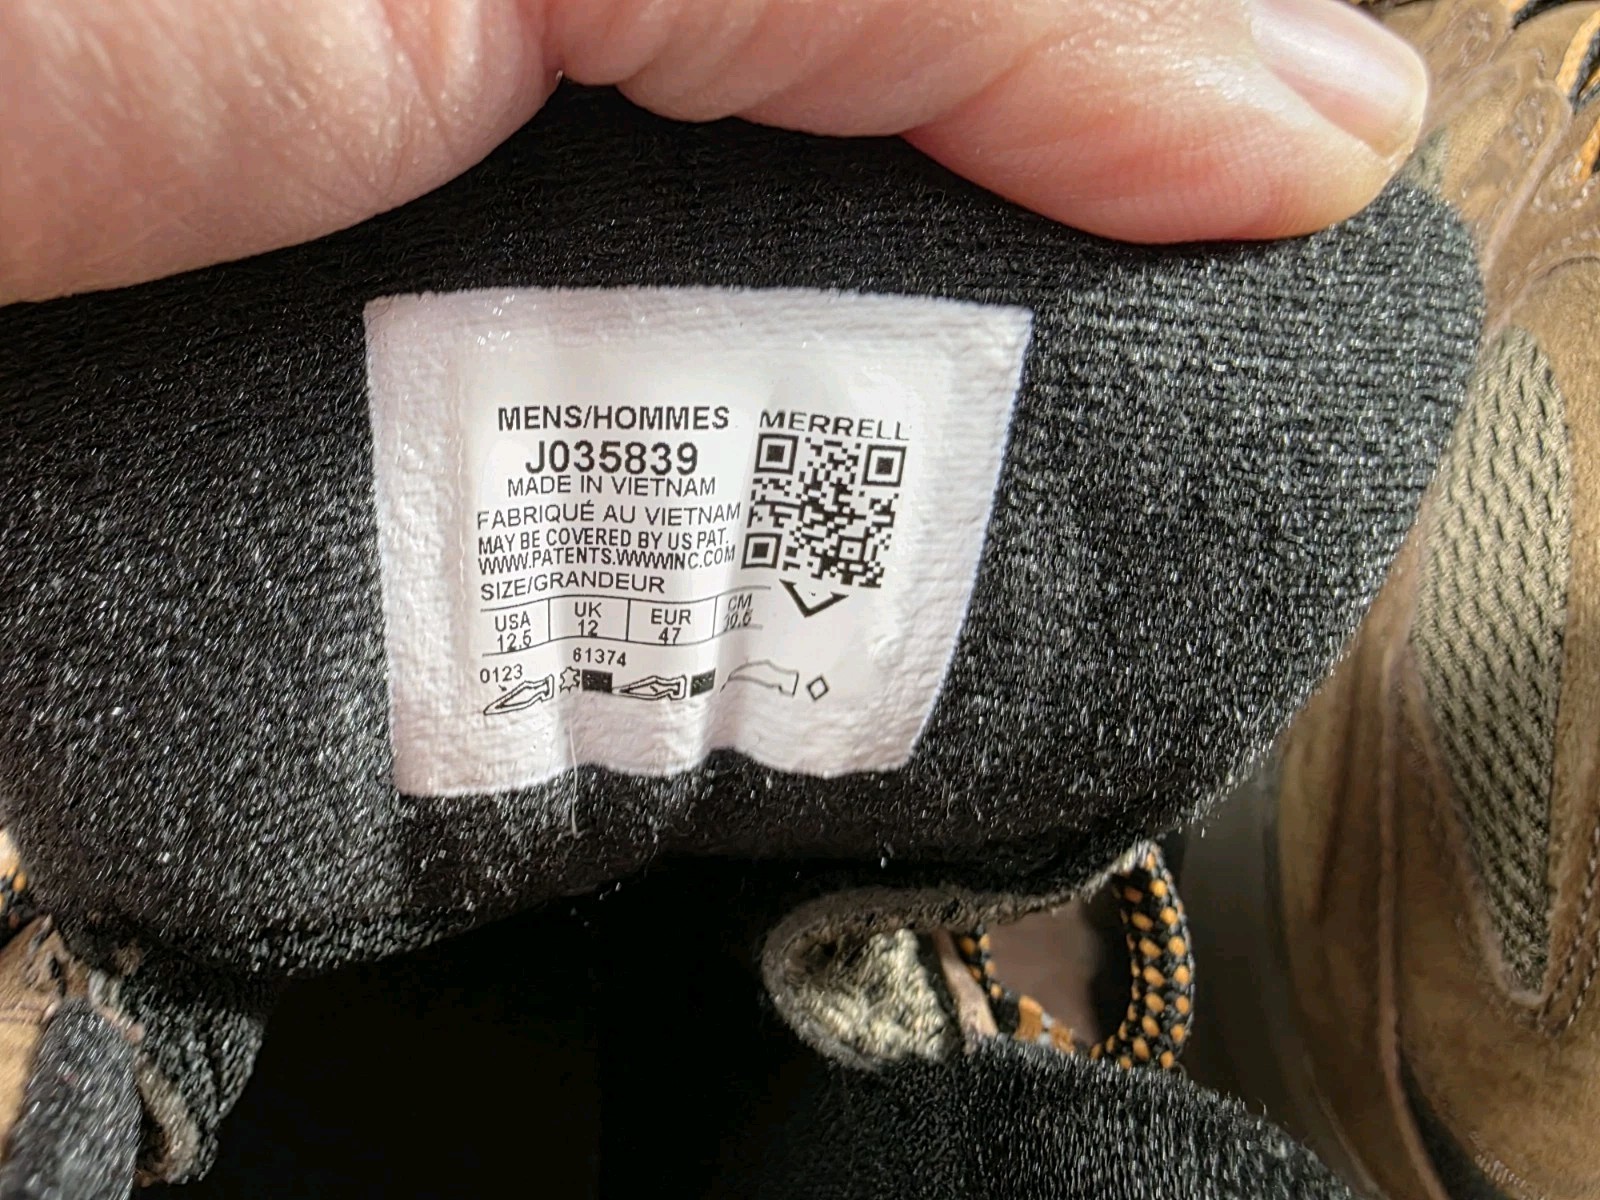 MENS/HOMMES
MERRELL
J035839
MADE IN VIETNAM
FABRIQUÉ AU VIETNAM
MAY BE COVERED BY US PAT.
WWW.PATENTS.WWWINC.COM
SIZE/GRANDEUR
USA UK EUR CM
12.5 12 47
0123 61374